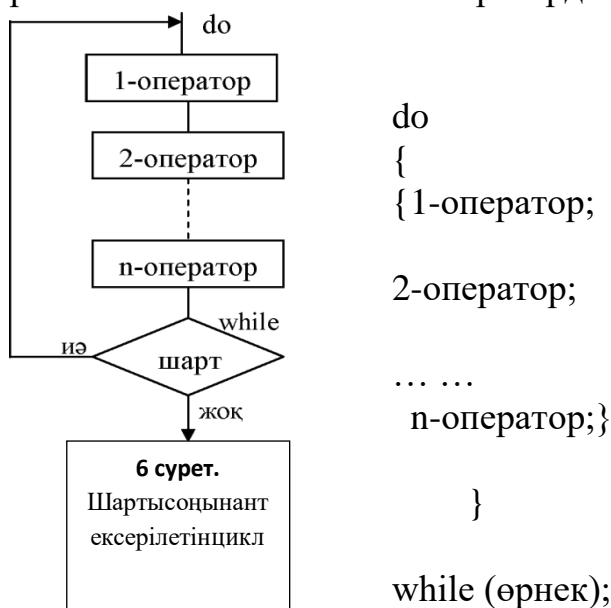 do
1-оператор
2-оператор
n-оператор
while
шарт
иә
жоқ
6 сурет.
Шартысоңынант
ексерілетінцикл
do
{
{1-оператор;
2-оператор;
… …
n-оператор;}
}
while (өрнек);